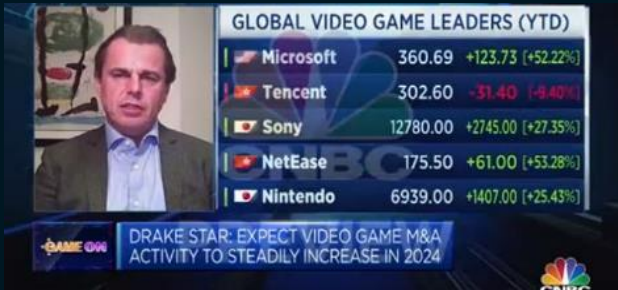 GLOBAL VIDEO GAME LEADERS (YTD)
Microsoft 360.69 +123.73 [+52.22%]
Tencent 302.60 -31.40 (-9.40%)
Sony 12780.00 +2745.00 [+27.35%]
NetEase 175.50 +61.00 [+53.28%]
Nintendo 6939.00 +1407.00 [+25.43%]
CNBC
GAME ON
DRAKE STAR: EXPECT VIDEO GAME M&A
ACTIVITY TO STEADILY INCREASE IN 2024
CNBC